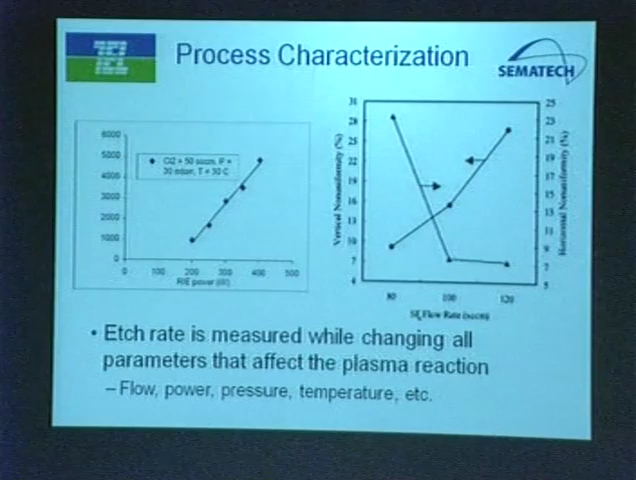 TEL
Process Characterization
SEMATECH
6000
5000
4000
3000
2000
1000
0
0 100 200 300 400 500
Cl2 = 50 sccm, P =
30 mbarr, T = 30 C
RIE power (W)
31
28
25
22
19
16
13
10
7
4
Vertical Nonuniformity (%)
25
23
21
19
17
15
13
11
9
7
5
Horizontal Nonuniformity (%)
80 100 120
Flow Rate (sccm)
• Etch rate is measured while changing all
parameters that affect the plasma reaction
– Flow, power, pressure, temperature, etc.